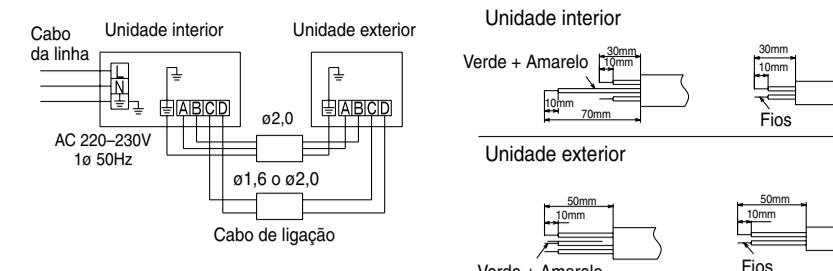 Cabo
da linha
Unidade interior
Unidade exterior
L
N
A B C D
A B C D
AC 220–230V
1ø 50Hz
ø2,0
ø1,6 o ø2,0
Cabo de ligação
Unidade interior
Verde + Amarelo
30mm
10mm
10mm
70mm
30mm
10mm
Fios
Unidade exterior
50mm
10mm
Verde + Amarelo
50mm
10mm
Fios